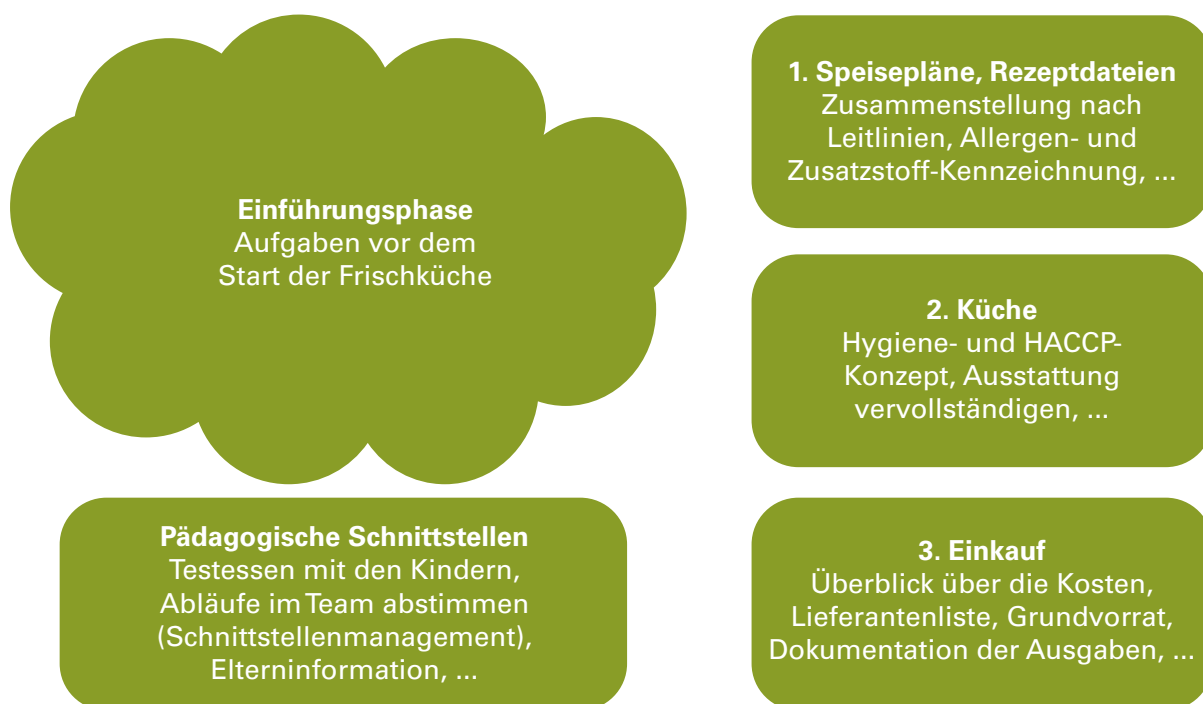 Einführungsphase
Aufgaben vor dem
Start der Frischküche
Pädagogische Schnittstellen
Testessen mit den Kindern,
Abläufe im Team abstimmen
(Schnittstellenmanagement),
Elterninformation, ...
1. Speisepläne, Rezeptdateien
Zusammenstellung nach
Leitlinien, Allergen- und
Zusatzstoff-Kennzeichnung, ...
2. Küche
Hygiene- und HACCP-
Konzept, Ausstattung
vervollständigen, ...
3. Einkauf
Überblick über die Kosten,
Lieferantenliste, Grundvorrat,
Dokumentation der Ausgaben, ...